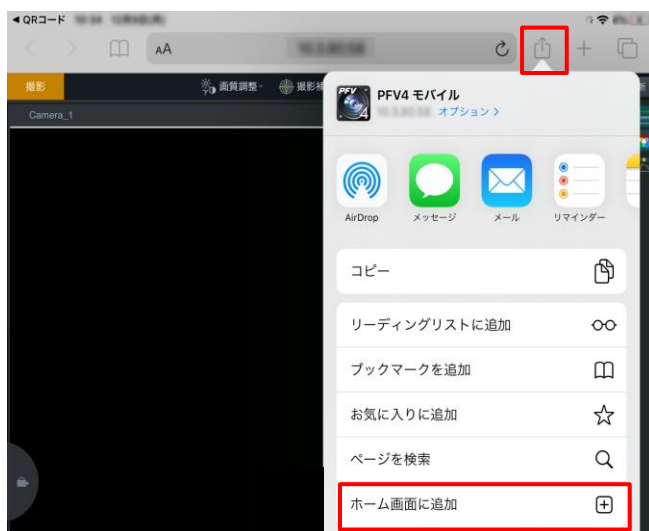 ◀QRコード
AA
撮影
画質調整
撮影補
Camera_1
PFV4 モバイル
オプション >
AirDrop
メッセージ
メール
リマインダー
コピー
リーディングリストに追加
ブックマークを追加
お気に入りに追加
ページを検索
ホーム画面に追加